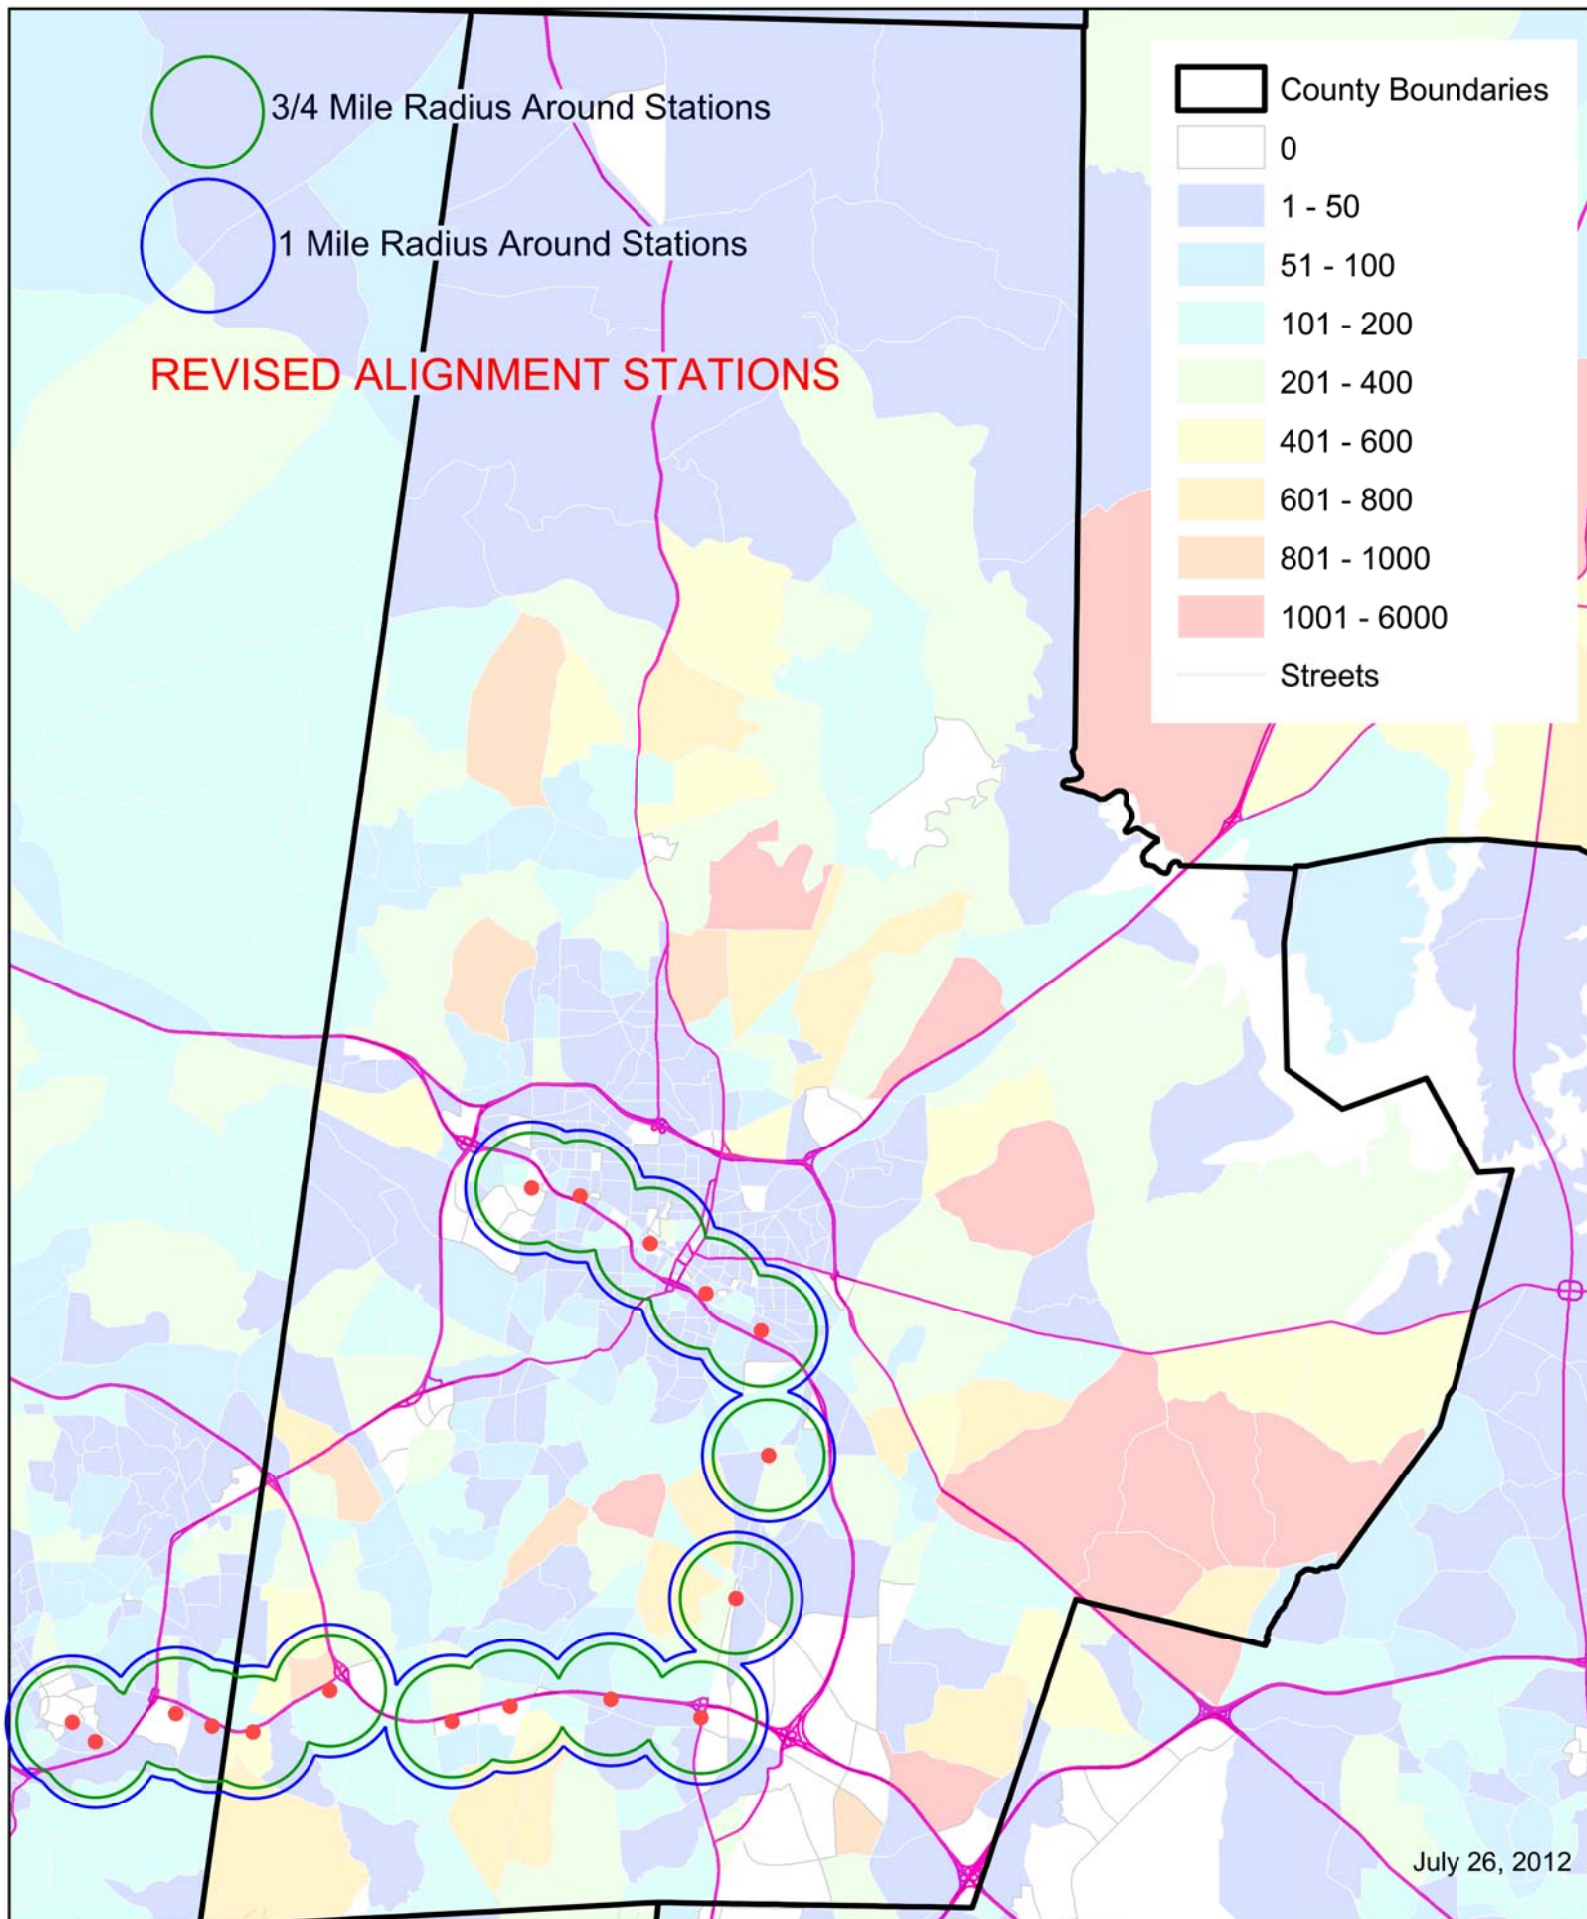 3/4 Mile Radius Around Stations
1 Mile Radius Around Stations
REVISED ALIGNMENT STATIONS
County Boundaries
0
1 - 50
51 - 100
101 - 200
201 - 400
401 - 600
601 - 800
801 - 1000
1001 - 6000
Streets
July 26, 2012